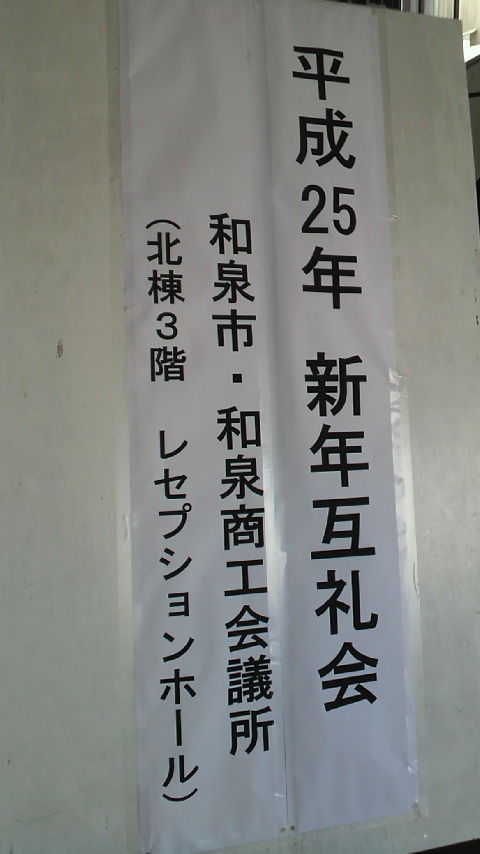 平成25年 新年互礼会
和泉市・和泉商工会議所
(北棟3階 レセプションホール)